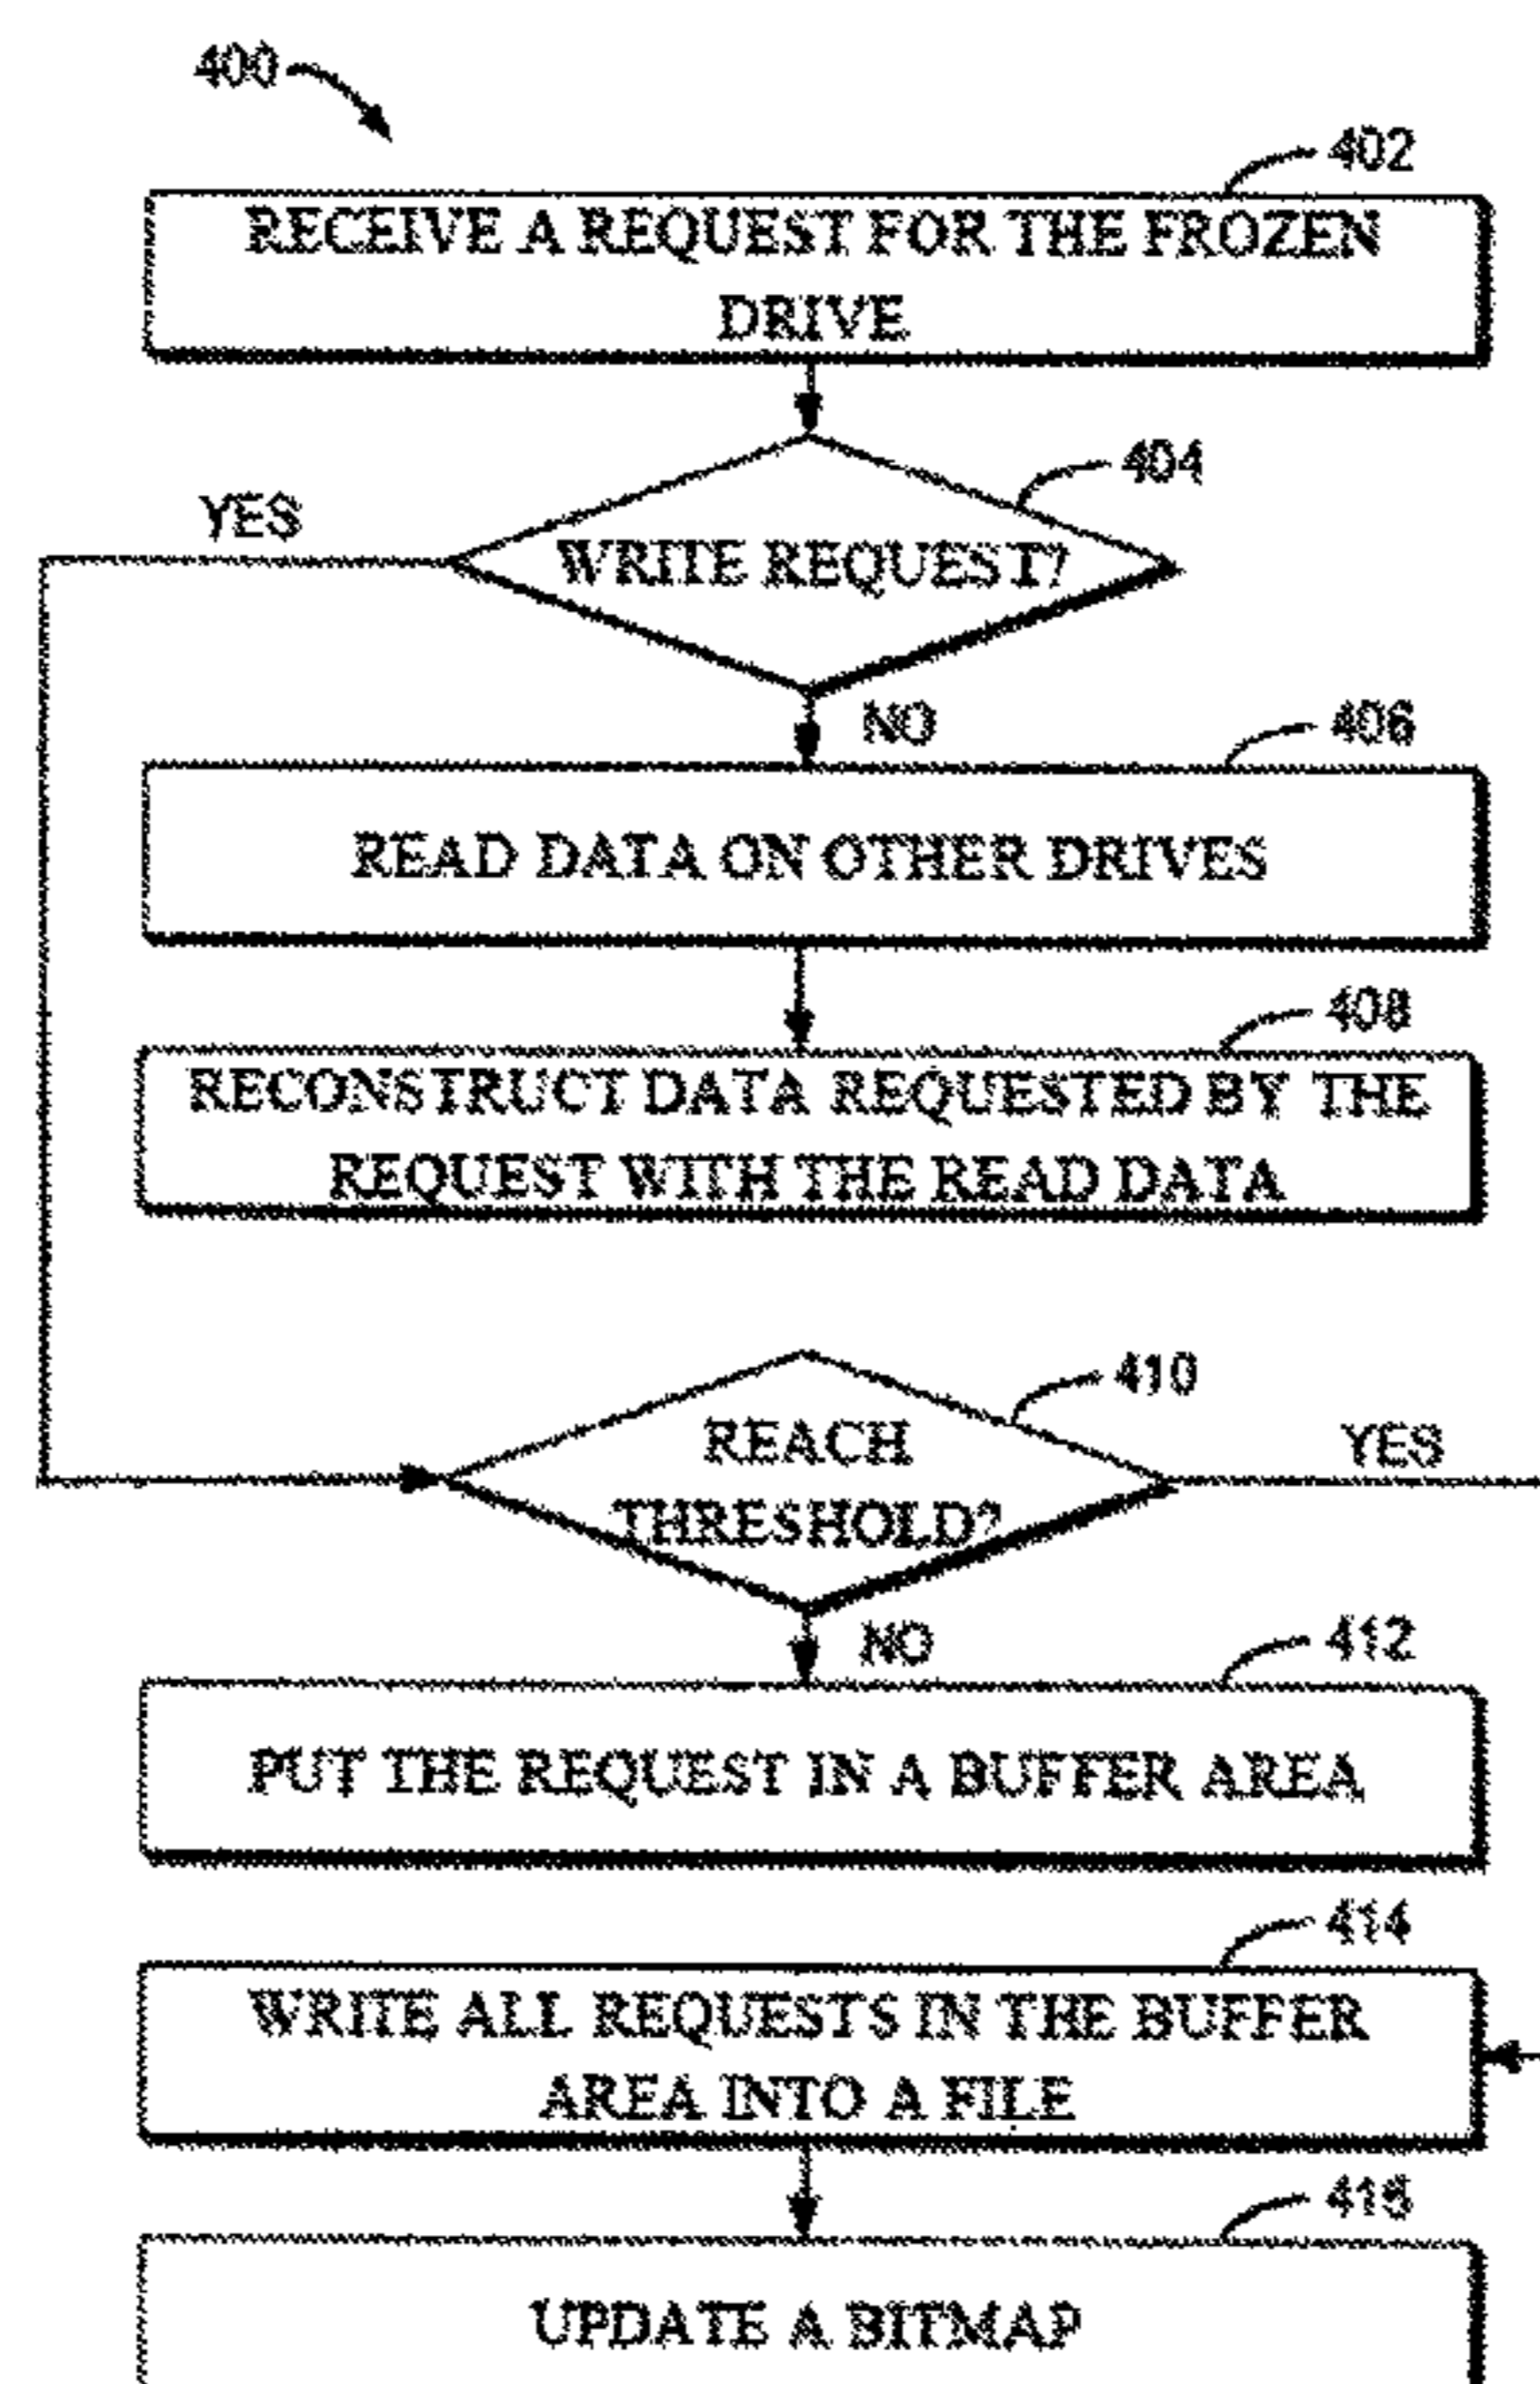 400
402
RECEIVE A REQUEST FOR THE FROZEN
DRIVE
404
YES
WRITE REQUEST?
NO
406
READ DATA ON OTHER DRIVES
408
RECONSTRUCT DATA REQUESTED BY THE
REQUEST WITH THE READ DATA
410
REACH
YES
THRESHOLD?
NO
412
PUT THE REQUEST IN A BUFFER AREA
414
WRITE ALL REQUESTS IN THE BUFFER
AREA INTO A FILE
416
UPDATE A BITMAP